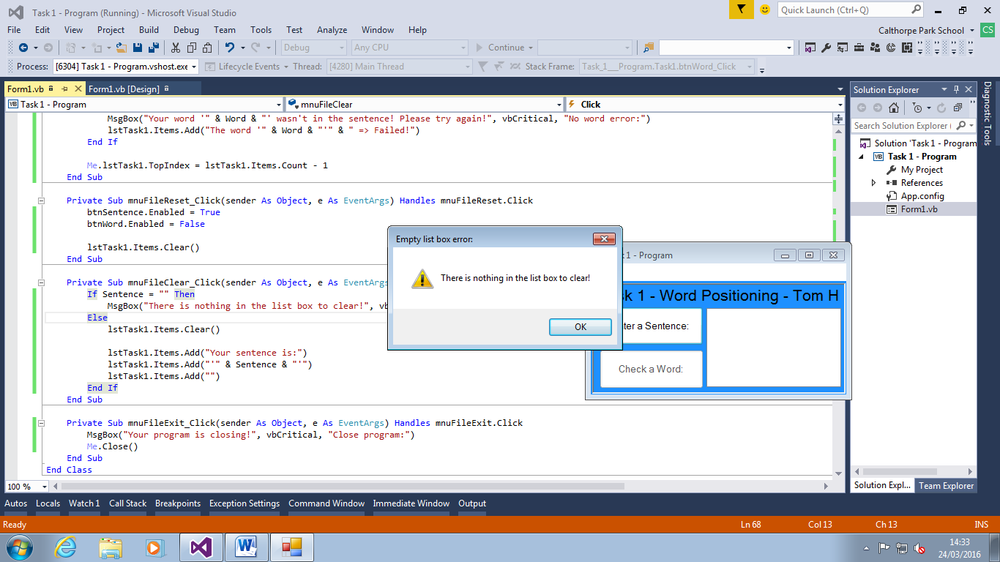 Task 1 - Program (Running) - Microsoft Visual Studio
Quick Launch (Ctrl+Q)
File Edit View Project Build Debug Team Tools Test Analyze Window Help
Calthorpe Park School CS
Debug Any CPU Continue
Process: [6304] Task 1 - Program.vshost.exe Lifecycle Events Thread: [4280] Main Thread Stack Frame: Task_1___Program.Task1.btnWord_Click
Form1.vb Form1.vb [Design]
VB Task 1 - Program mnuFileClear Click
MsgBox("Your word '" & Word & "' wasn't in the sentence! Please try again!", vbCritical, "No word error:")
lstTask1.Items.Add("The word '" & Word & "'" & " => Failed!")
End If
Me.lstTask1.TopIndex = lstTask1.Items.Count - 1
End Sub
Private Sub mnuFileReset_Click(sender As Object, e As EventArgs) Handles mnuFileReset.Click
btnSentence.Enabled = True
btnWord.Enabled = False
lstTask1.Items.Clear()
End Sub
Private Sub mnuFileClear_Click(sender As Object, e As EventArgs
If Sentence = "" Then
MsgBox("There is nothing in the list box to clear!", vb
Else
lstTask1.Items.Clear()
lstTask1.Items.Add("Your sentence is:")
lstTask1.Items.Add("'" & Sentence & "'")
lstTask1.Items.Add("")
End If
End Sub
Private Sub mnuFileExit_Click(sender As Object, e As EventArgs) Handles mnuFileExit.Click
MsgBox("Your program is closing!", vbCritical, "Close program:")
Me.Close()
End Sub
End Class
100 %
Empty list box error:
There is nothing in the list box to clear!
OK
1 - Program
k 1 - Word Positioning - Tom H
ter a Sentence:
Check a Word:
Solution Explorer
Search Solution Explorer (
Solution 'Task 1 - Program
VB Task 1 - Program
My Project
References
App.config
Form1.vb
Solution Expl... Team Explorer
Diagnostic Tools
Autos Locals Watch 1 Call Stack Breakpoints Exception Settings Command Window Immediate Window Output
Ready Ln 68 Col 13 Ch 13 INS
14:33
24/03/2016